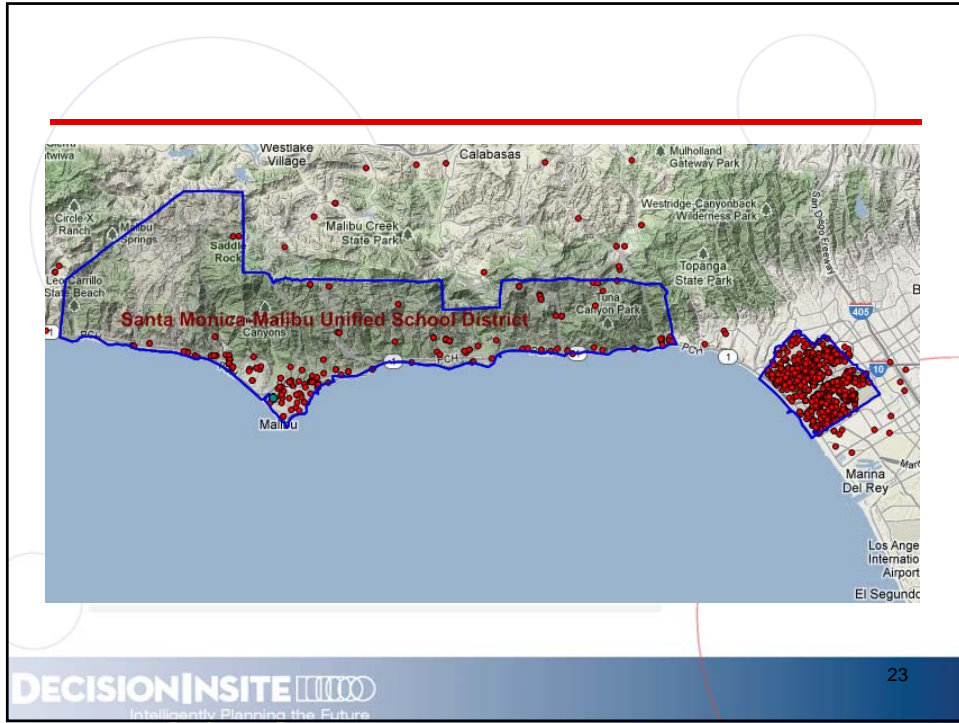 Westlake
Village
Calabasas
Mulholland
Gateway Park
Circle X
Ranch
Malibu
Springs
Malibu Creek
State Park
Westridge-Canyonback
Wilderness Park
San Diego Freeway
Saddle
Rock
Topanga
State Park
Leo Carrillo
State Beach
Tuna
Canyon Park
405
Santa Monica-Malibu Unified School District
Canyons
1
1
PCH
PCH
1
10
Malibu
Marina
Del Rey
Los Ange
Internatio
Airport
El Segundo
DECISIONINSITE
Intelligently Planning the Future
23